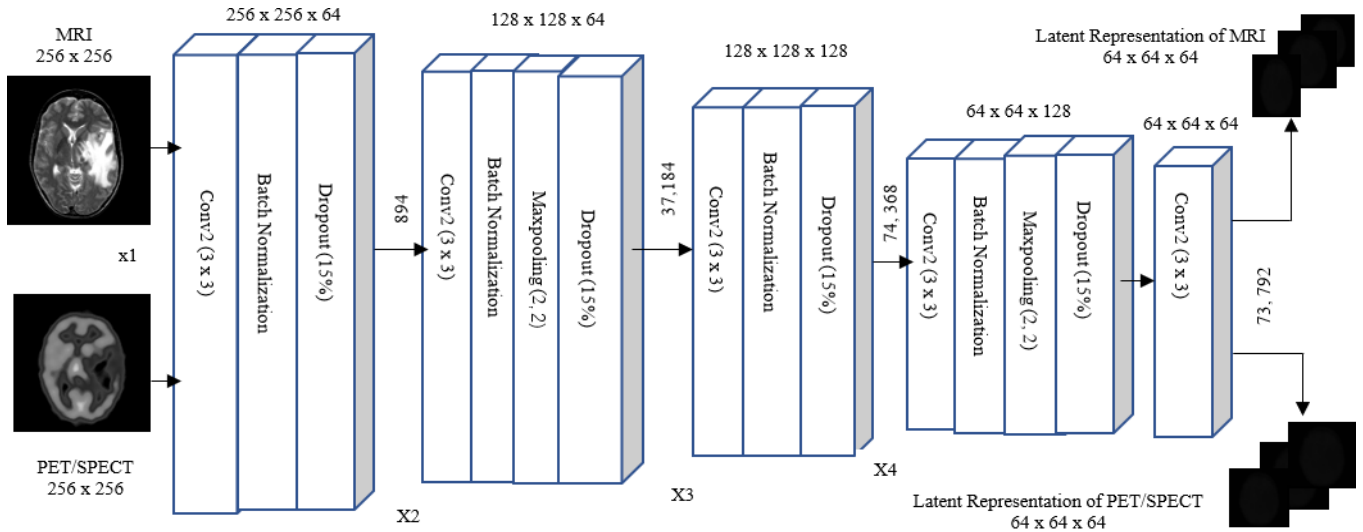 MRI
256 x 256
x1
PET/SPECT
256 x 256
256 x 256 x 64
Conv2 (3 x 3)
Batch Normalization
Dropout (15%)
X2
894
128 x 128 x 64
Conv2 (3 x 3)
Batch Normalization
Maxpooling (2, 2)
Dropout (15%)
X3
37,184
128 x 128 x 128
Conv2 (3 x 3)
Batch Normalization
Dropout (15%)
X4
74,368
64 x 64 x 128
Conv2 (3 x 3)
Batch Normalization
Maxpooling (2, 2)
Dropout (15%)
64 x 64 x 64
Conv2 (3 x 3)
73,792
Latent Representation of MRI
64 x 64 x 64
Latent Representation of PET/SPECT
64 x 64 x 64